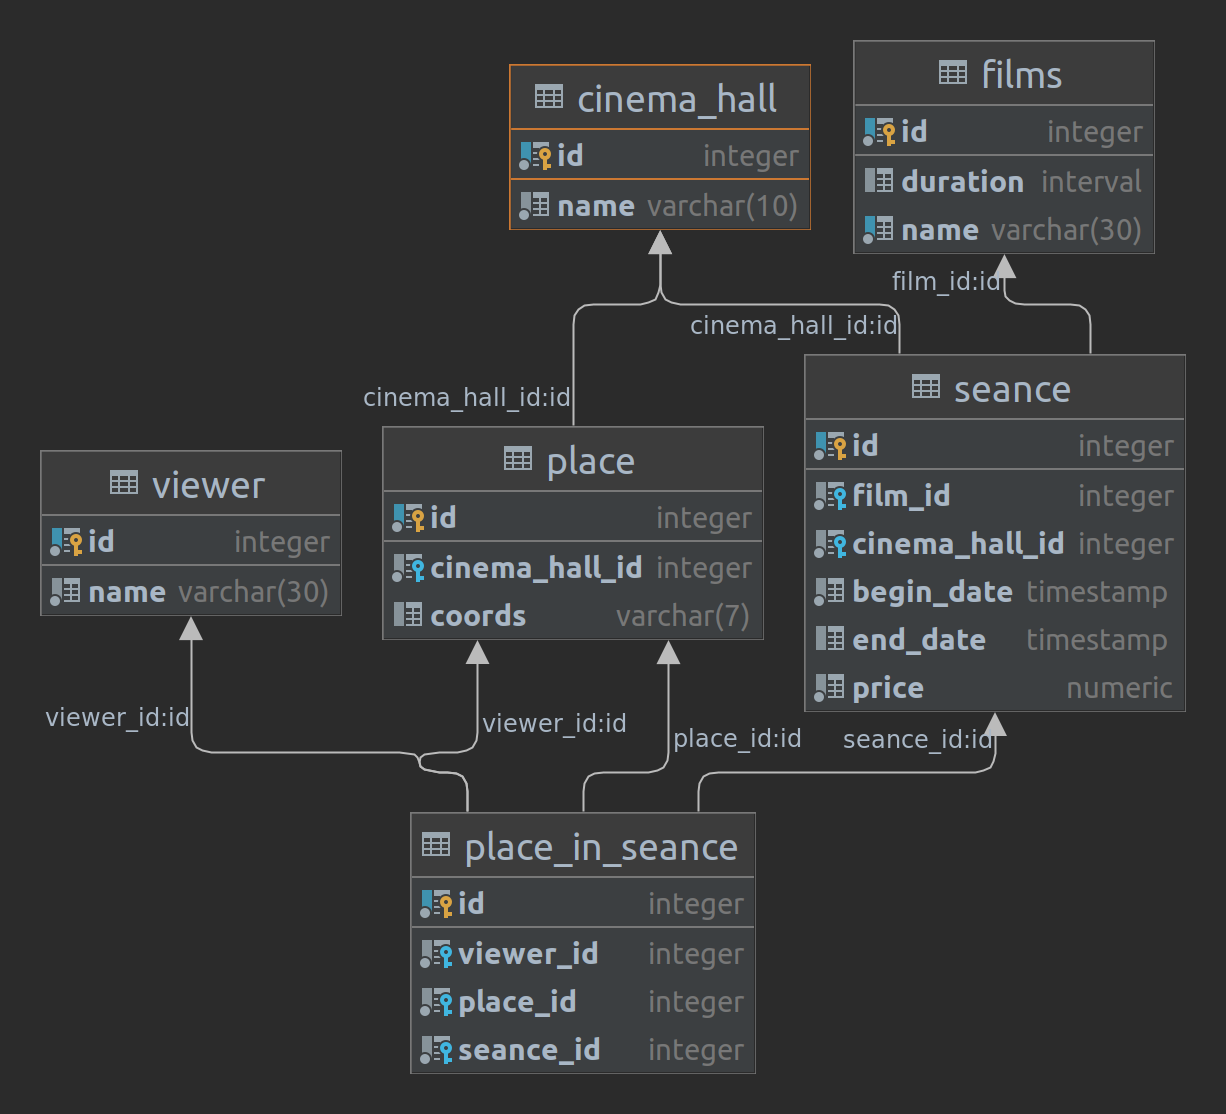 cinema_hall
id integer
name varchar(10)
films
id integer
duration interval
name varchar(30)
film_id:id
cinema_hall_id:id
cinema_hall_id:id
seance
id integer
film_id integer
cinema_hall_id integer
begin_date timestamp
end_date timestamp
price numeric
place
id integer
cinema_hall_id integer
coords varchar(7)
viewer
id integer
name varchar(30)
viewer_id:id
viewer_id:id
place_id:id
seance_id:id
place_in_seance
id integer
viewer_id integer
place_id integer
seance_id integer